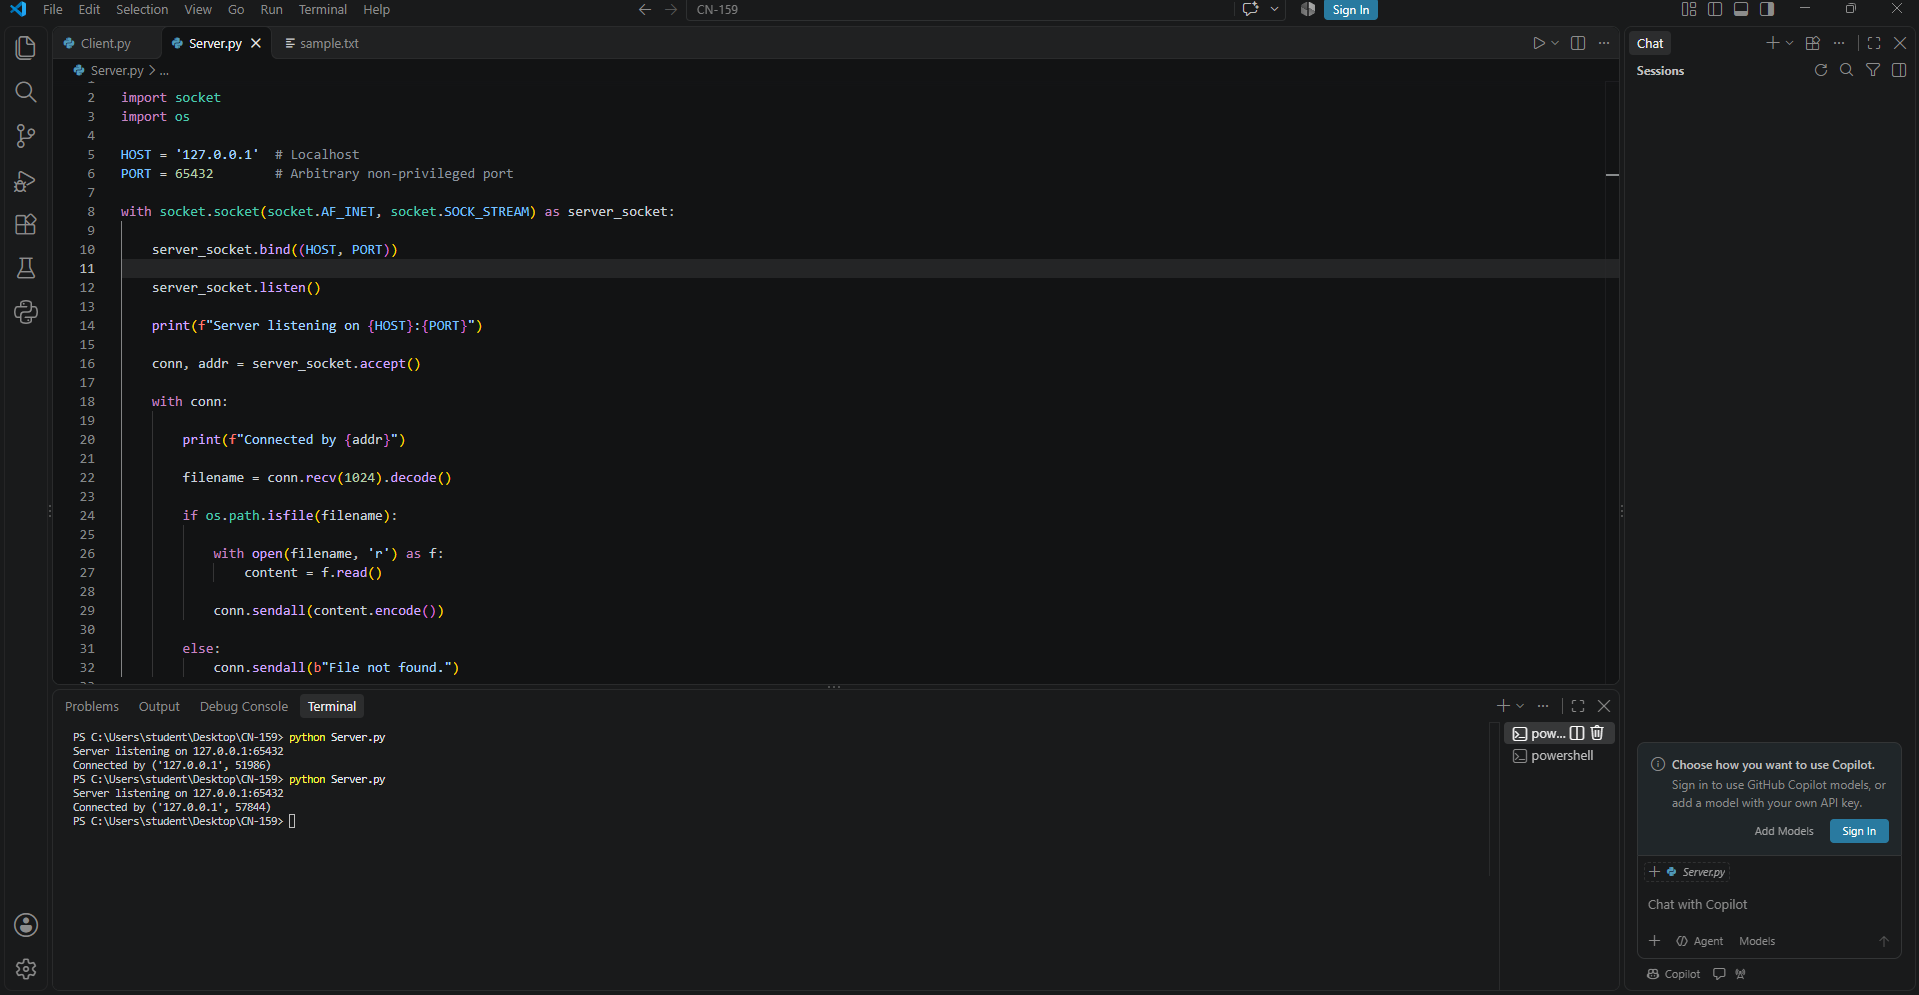 File Edit Selection View Go Run Terminal Help
CN-159
Sign In
Client.py
Server.py
sample.txt
Server.py > ...
2 import socket
3 import os
4
5 HOST = '127.0.0.1'  # Localhost
6 PORT = 65432        # Arbitrary non-privileged port
7
8 with socket.socket(socket.AF_INET, socket.SOCK_STREAM) as server_socket:
9
10     server_socket.bind((HOST, PORT))
11
12     server_socket.listen()
13
14     print(f"Server listening on {HOST}:{PORT}")
15
16     conn, addr = server_socket.accept()
17
18     with conn:
19
20         print(f"Connected by {addr}")
21
22         filename = conn.recv(1024).decode()
23
24         if os.path.isfile(filename):
25
26             with open(filename, 'r') as f:
27                 content = f.read()
28
29             conn.sendall(content.encode())
30
31         else:
32             conn.sendall(b"File not found.")
Problems Output Debug Console Terminal
PS C:\Users\student\Desktop\CN-159> python Server.py
Server listening on 127.0.0.1:65432
Connected by ('127.0.0.1', 51986)
PS C:\Users\student\Desktop\CN-159> python Server.py
Server listening on 127.0.0.1:65432
Connected by ('127.0.0.1', 57844)
PS C:\Users\student\Desktop\CN-159>
pow...
powershell
Chat
Sessions
Choose how you want to use Copilot.
Sign in to use GitHub Copilot models, or
add a model with your own API key.
Add Models Sign In
Server.py
Chat with Copilot
Agent Models
Copilot